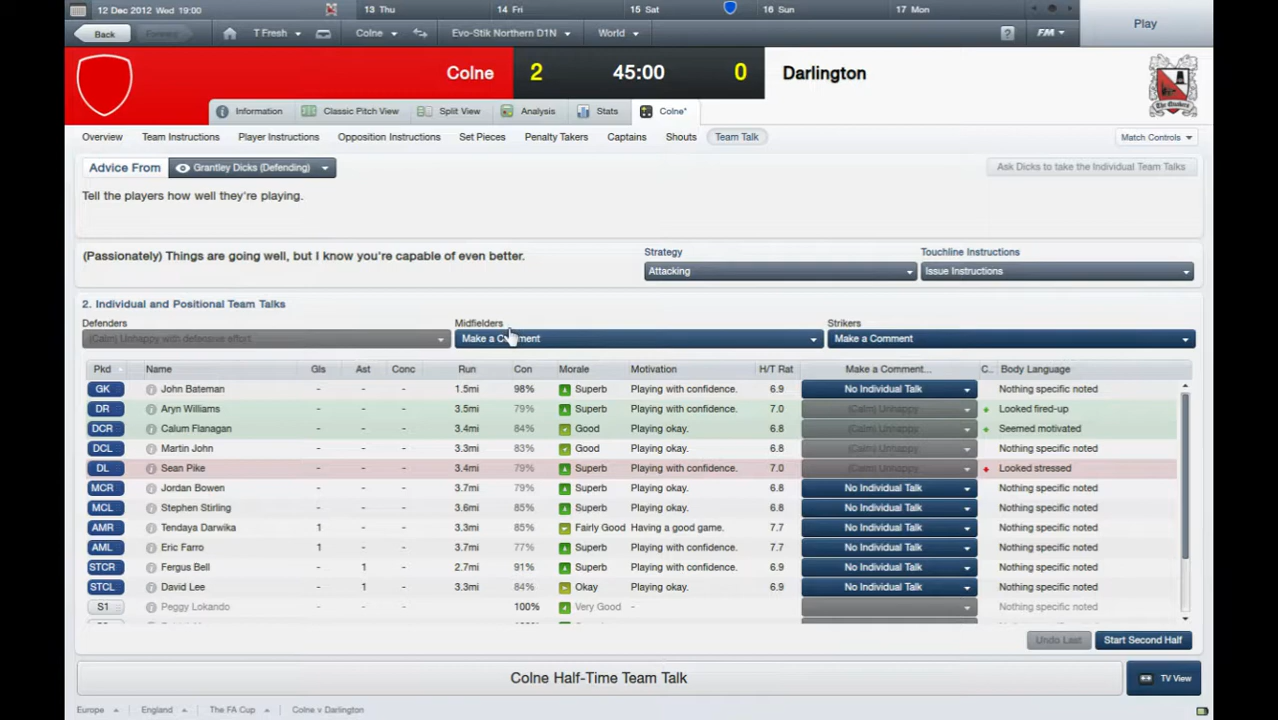 12 Dec 2012 Wed 19:00 13 Thu 14 Fri 15 Sat 16 Sun 17 Mon Play
Back Forward T Fresh Colne Evo-Stik Northern D1N World ? FM
Colne 2 45:00 0 Darlington
Information Classic Pitch View Split View Analysis Stats Colne*
Overview Team Instructions Player Instructions Opposition Instructions Set Pieces Penalty Takers Captains Shouts Team Talk Match Controls
Advice From Grantley Dicks (Defending) Ask Dicks to take the Individual Team Talks
Tell the players how well they're playing.
(Passionately) Things are going well, but I know you're capable of even better.
Strategy Touchline Instructions
Attacking Issue Instructions
2. Individual and Positional Team Talks
Defenders Midfielders Strikers
(Calm) Unhappy with defensive effort Make a Comment Make a Comment
Pkd Name Gls Ast Conc Run Con Morale Motivation H/T Rat Make a Comment... C.. Body Language
GK John Bateman - - - 1.5mi 98% Superb Playing with confidence. 6.9 No Individual Talk Nothing specific noted
DR Aryn Williams - - - 3.5mi 79% Superb Playing with confidence. 7.0 (Calm) Unhappy Looked fired-up
DCR Calum Flanagan - - - 3.4mi 84% Good Playing okay. 6.8 (Calm) Unhappy Seemed motivated
DCL Martin John - - - 3.3mi 83% Good Playing okay. 6.8 (Calm) Unhappy Nothing specific noted
DL Sean Pike - - - 3.4mi 79% Superb Playing with confidence. 7.0 (Calm) Unhappy Looked stressed
MCR Jordan Bowen - - - 3.7mi 79% Superb Playing okay. 6.8 No Individual Talk Nothing specific noted
MCL Stephen Stirling - - - 3.6mi 85% Superb Playing okay. 6.8 No Individual Talk Nothing specific noted
AMR Tendaya Darwika 1 - - 3.3mi 85% Fairly Good Having a good game. 7.7 No Individual Talk Nothing specific noted
AML Eric Farro 1 - - 3.7mi 77% Superb Playing with confidence. 7.7 No Individual Talk Nothing specific noted
STCR Fergus Bell - 1 - 2.7mi 91% Superb Playing with confidence. 6.9 No Individual Talk Nothing specific noted
STCL David Lee - 1 - 3.3mi 84% Okay Playing okay. 6.9 No Individual Talk Nothing specific noted
S1 Peggy Lokando - - - 100% Very Good - Nothing specific noted
Undo Last Start Second Half
Colne Half-Time Team Talk TV View
Europe England The FA Cup Colne v Darlington